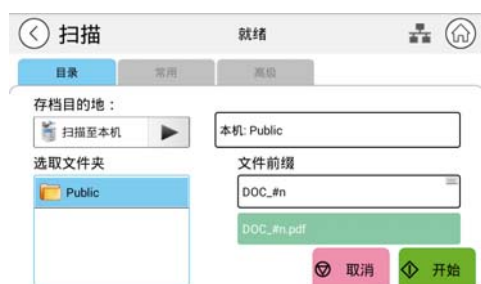 扫描
就绪
目录
常用
高级
存档目的地：
扫描至本机
本机: Public
选取文件夹
文件前缀
Public
DOC_#n
DOC_#n.pdf
取消
开始